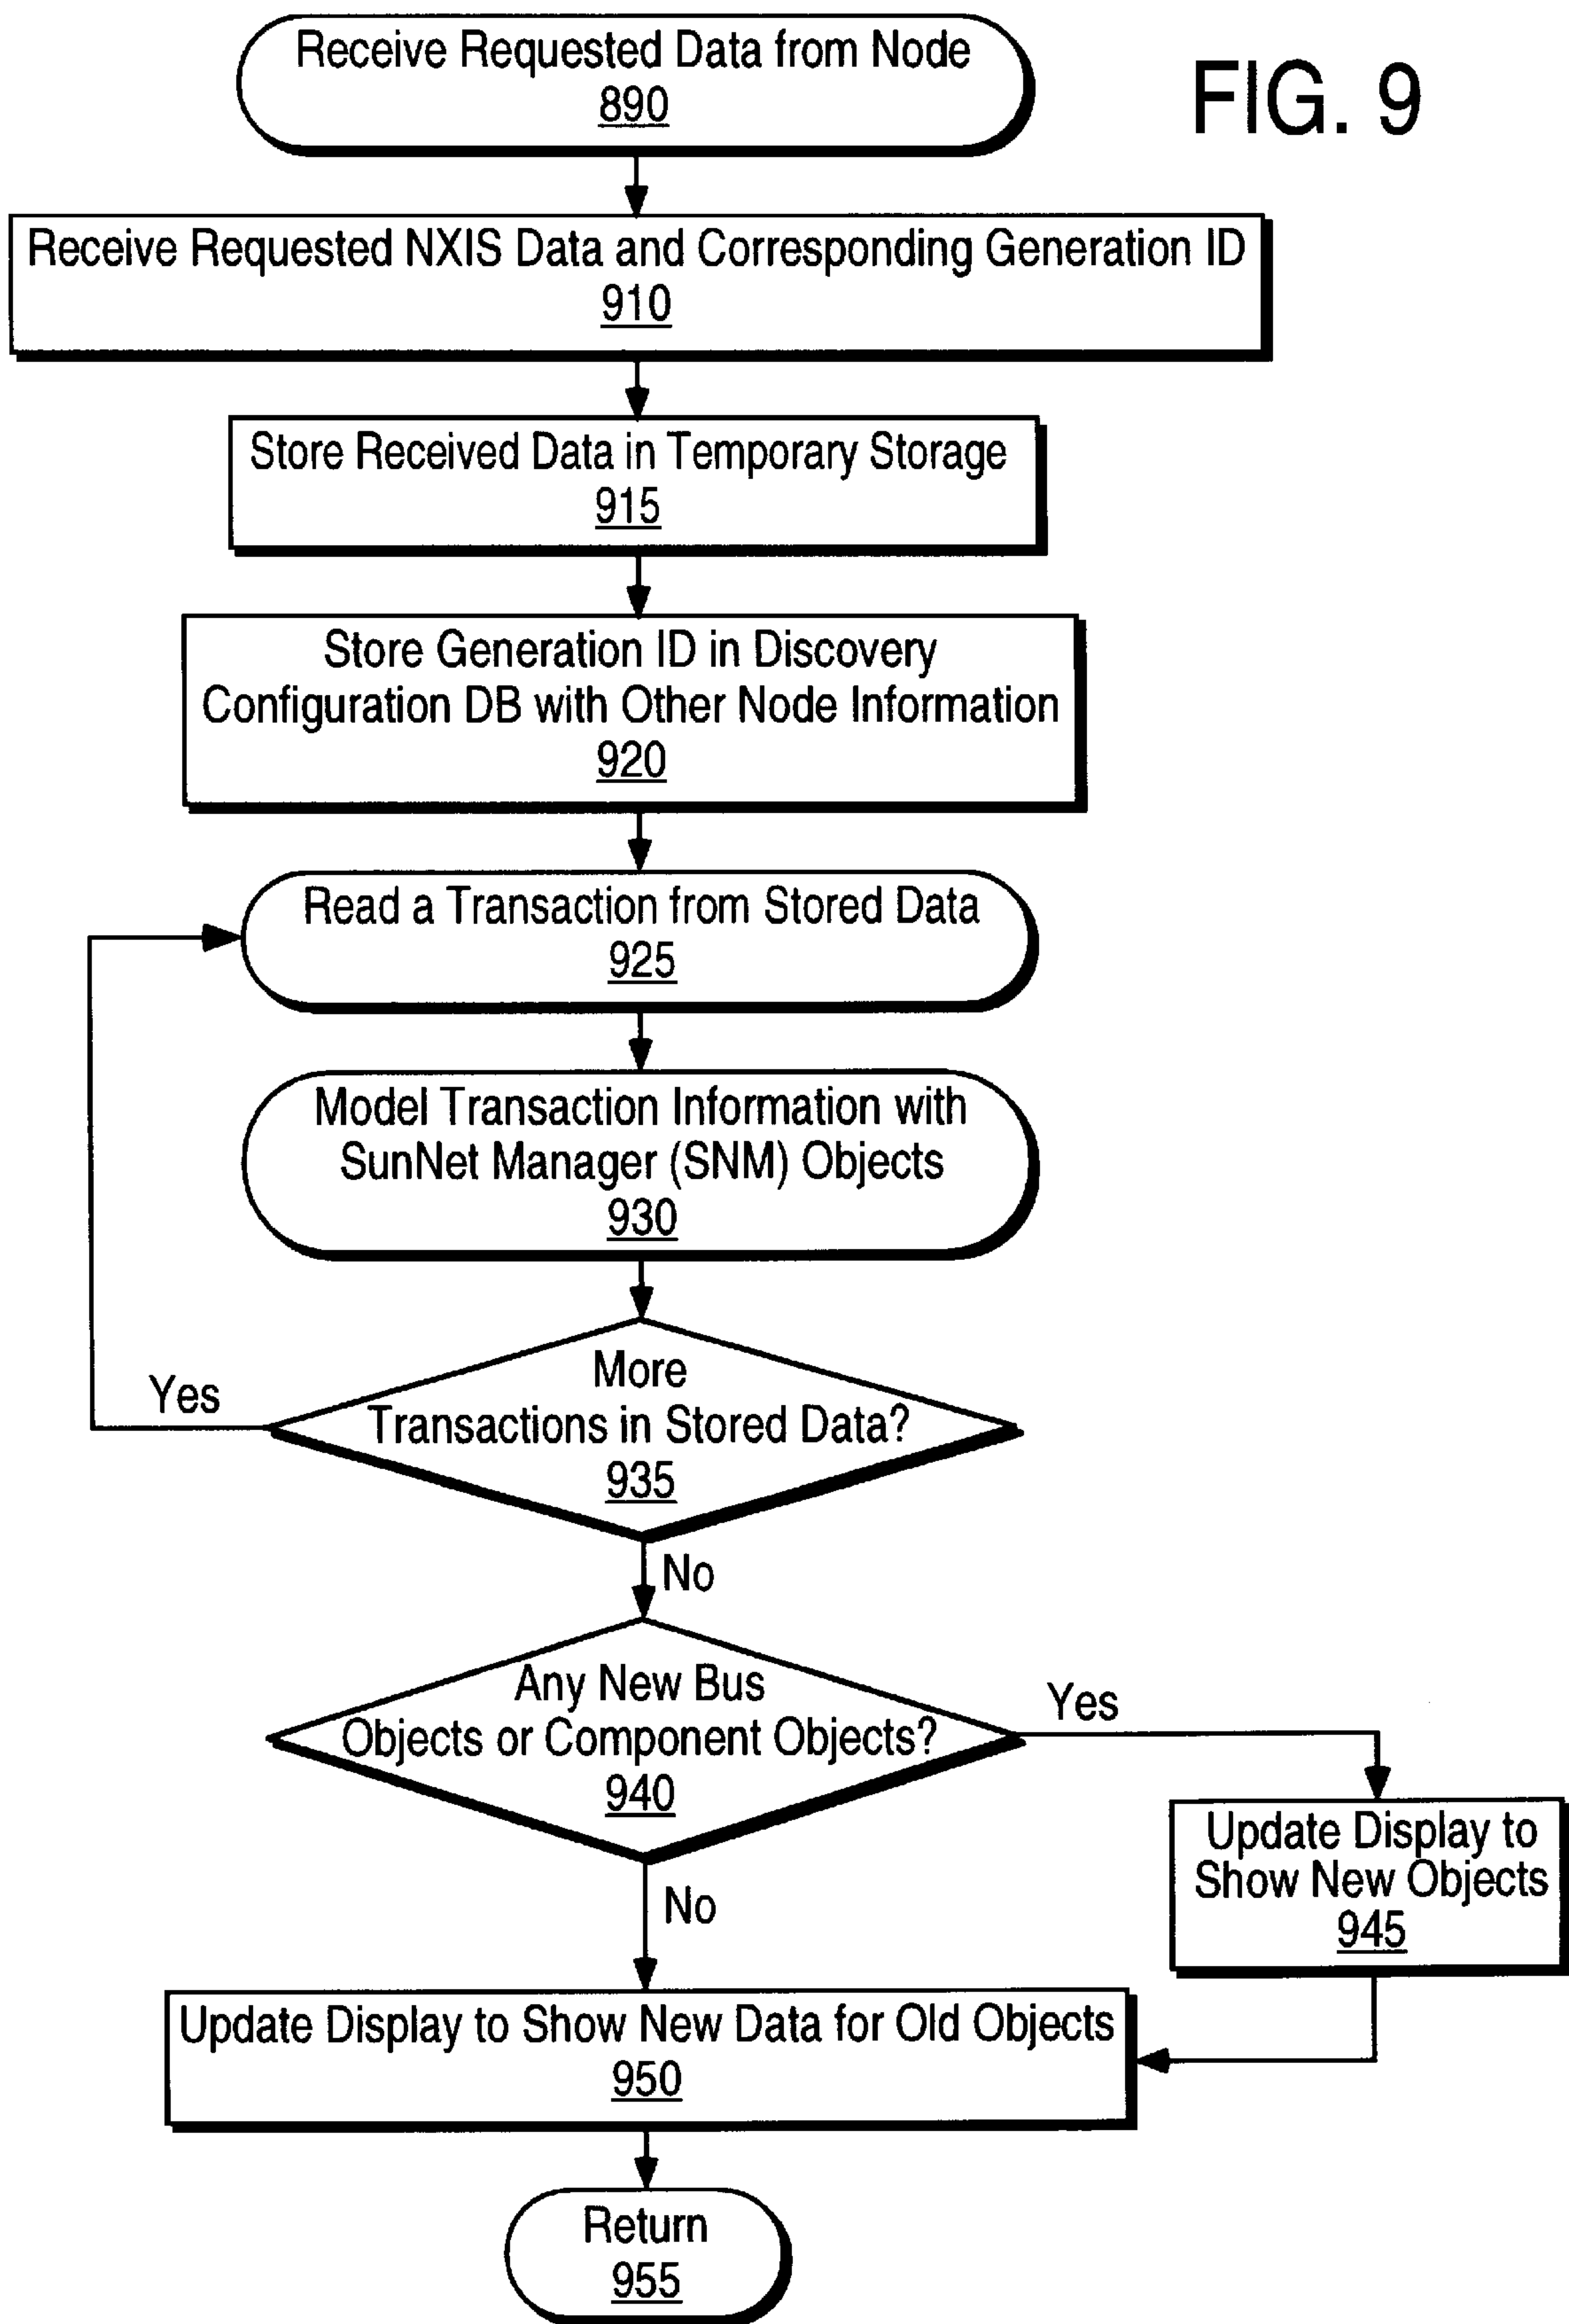 FIG. 9
Receive Requested Data from Node
890
Receive Requested NXIS Data and Corresponding Generation ID
910
Store Received Data in Temporary Storage
915
Store Generation ID in Discovery
Configuration DB with Other Node Information
920
Read a Transaction from Stored Data
925
Model Transaction Information with
SunNet Manager (SNM) Objects
930
More
Transactions in Stored Data?
935
Yes
No
Any New Bus
Objects or Component Objects?
940
Yes
Update Display to
Show New Objects
945
No
Update Display to Show New Data for Old Objects
950
Return
955